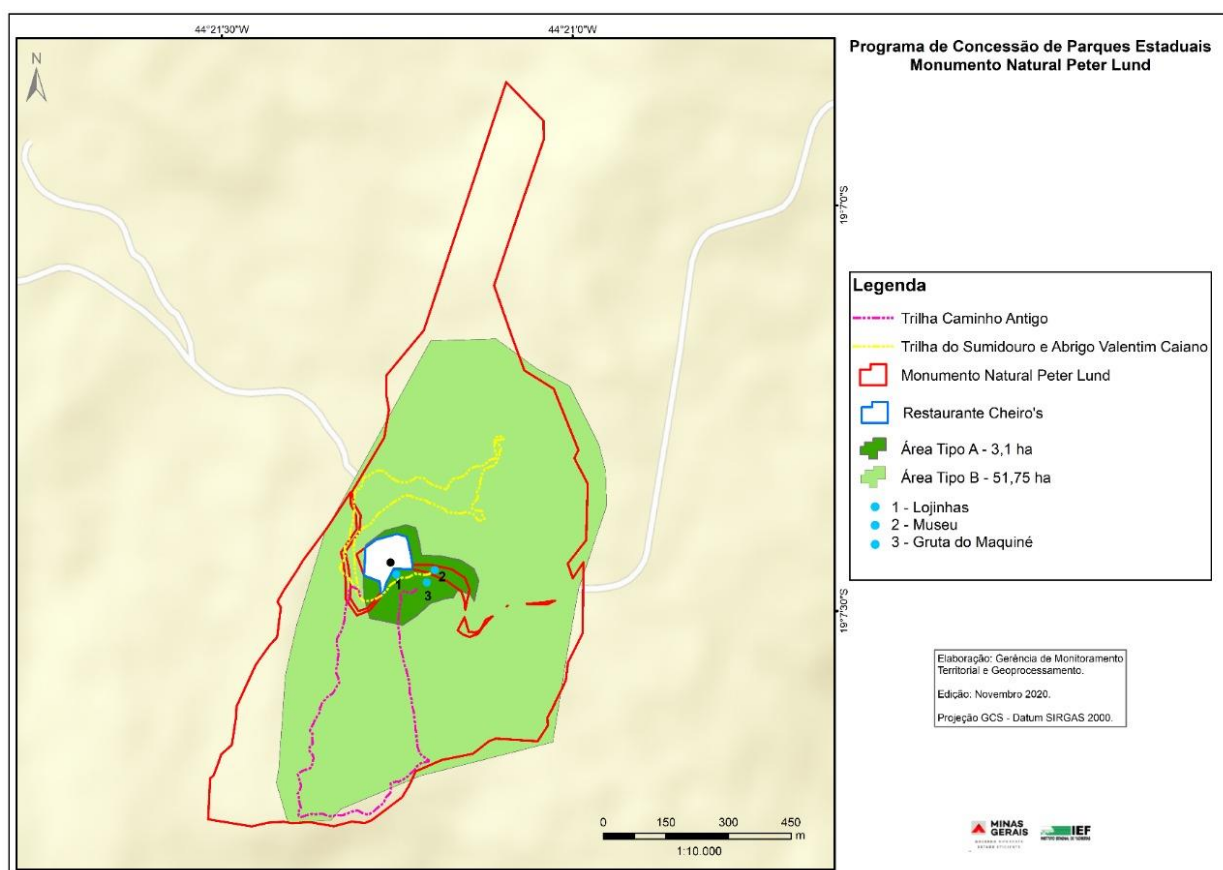 44°21'30"W
44°21'0"W
N
Programa de Concessão de Parques Estaduais
Monumento Natural Peter Lund
19°7'0"S
Legenda
Trilha Caminho Antigo
Trilha do Sumidouro e Abrigo Valentim Caiano
Monumento Natural Peter Lund
Restaurante Cheiro's
Área Tipo A - 3,1 ha
Área Tipo B - 51,75 ha
1 - Lojinhas
2 - Museu
3 - Gruta do Maquiné
1
2
3
19°7'30"S
Elaboração: Gerência de Monitoramento
Territorial e Geoprocessamento.
Edição: Novembro 2020.
Projeção GCS - Datum SIRGAS 2000.
0 150 300 450
m
1:10.000
MINAS
GERAIS
IEF